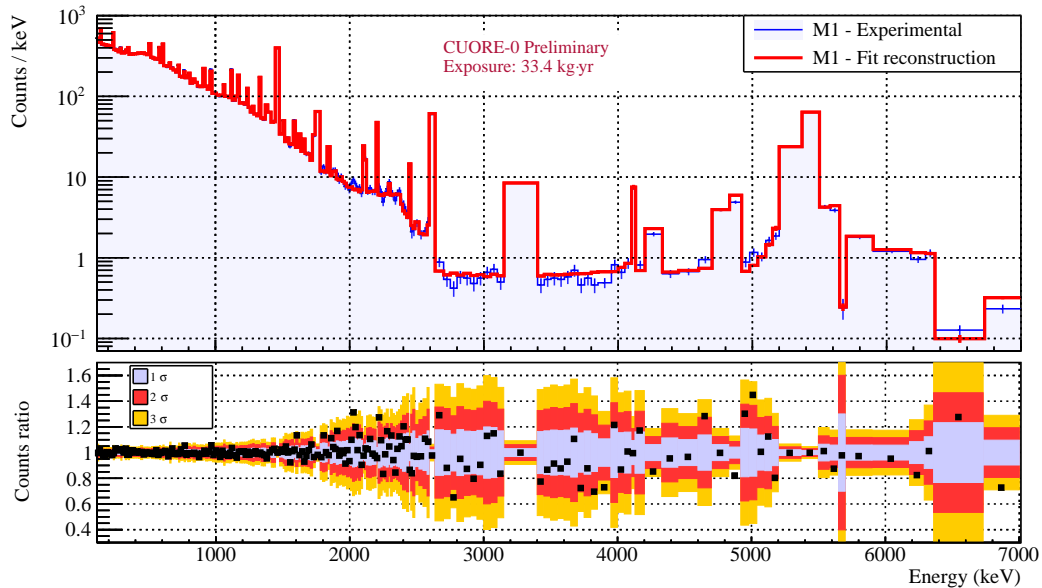 10³
10²
10
1
10⁻¹
Counts / keV
CUORE-0 Preliminary
Exposure: 33.4 kg·yr
M1 - Experimental
M1 - Fit reconstruction
1.6
1.4
1.2
1
0.8
0.6
0.4
Counts ratio
1 σ
2 σ
3 σ
1000
2000
3000
4000
5000
6000
7000
Energy (keV)